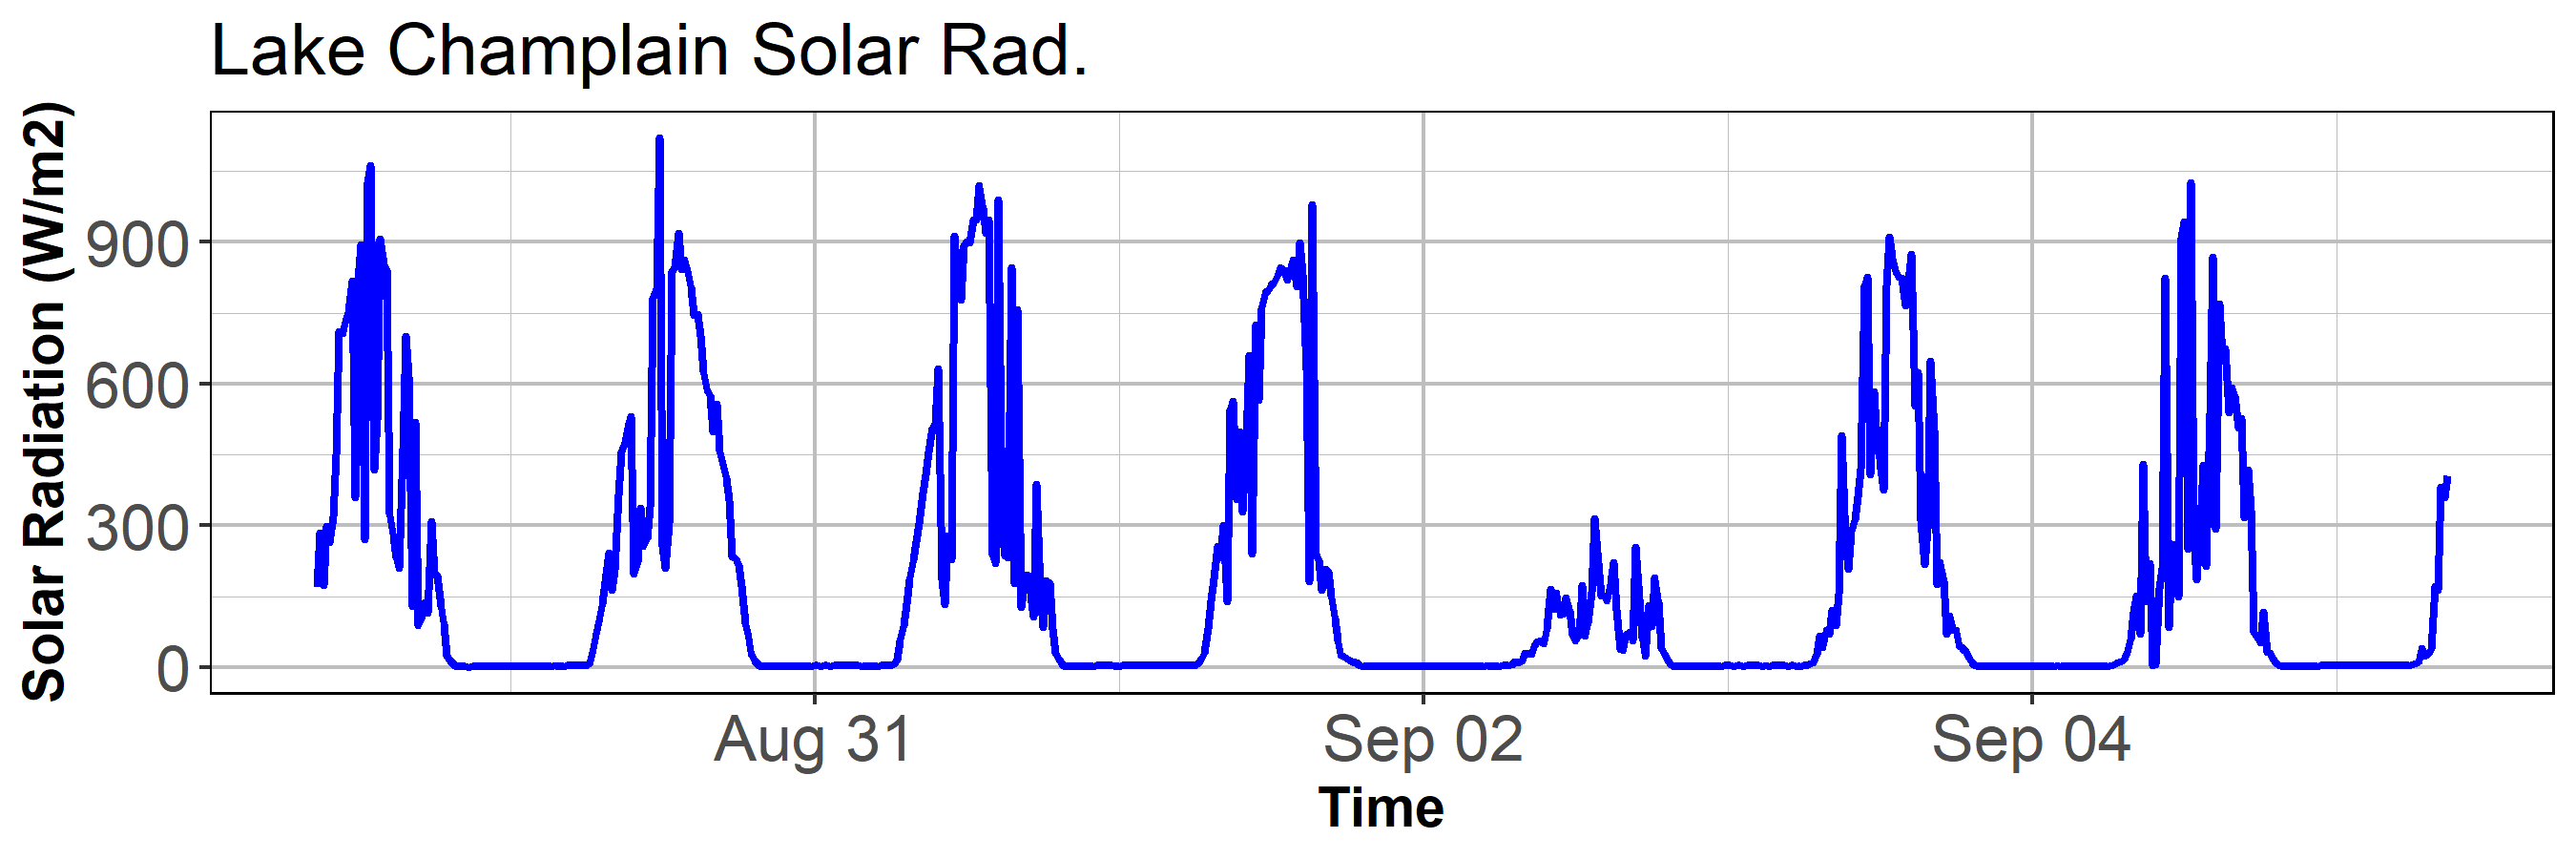 Lake Champlain Solar Rad.
Solar Radiation (W/m2)
900
600
300
0
Aug 31
Sep 02
Sep 04
Time